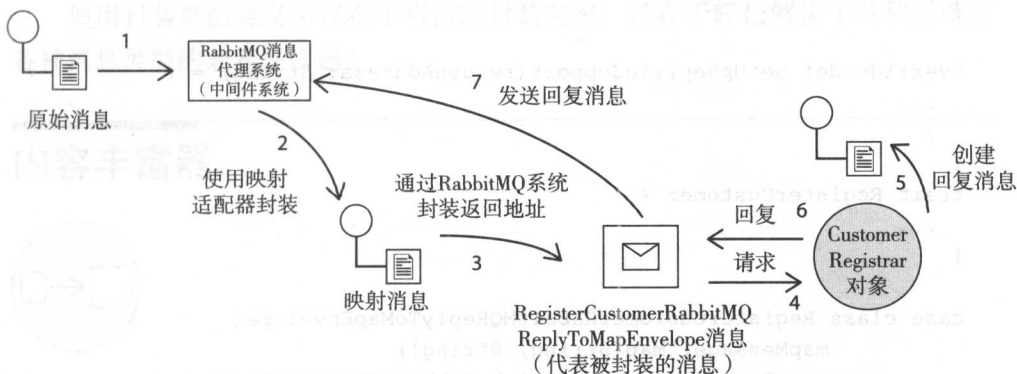 1
RabbitMQ消息
代理系统
（中间件系统）
原始消息
2
使用映射
适配器封装
映射消息
通过RabbitMQ系统
封装返回地址
3
7
发送回复消息
RegisterCustomerRabbitMQ
ReplyToMapEnvelope消息
（代表被封装的消息）
回复
6
请求
4
Customer
Registrar
对象
5
创建
回复消息